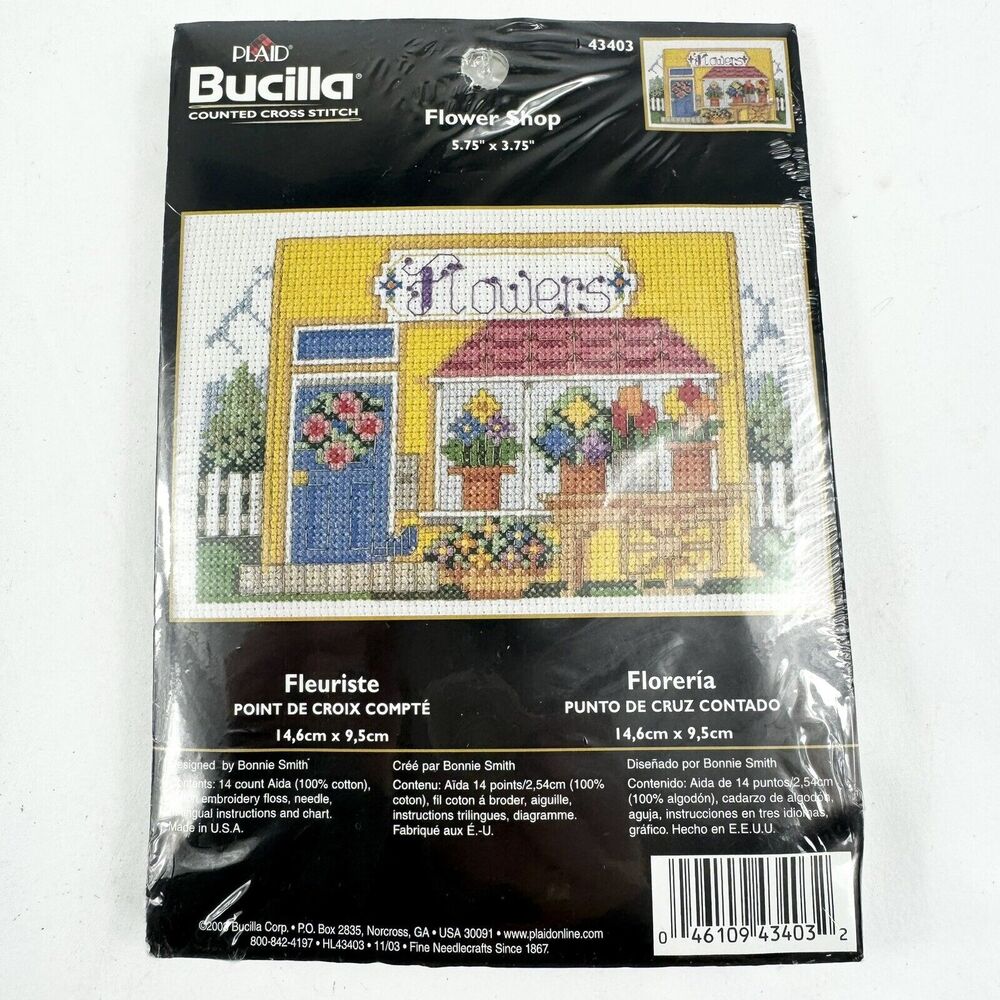 PLAID®
Bucilla®
COUNTED CROSS STITCH
Flower Shop
5.75" x 3.75"
43403
Flowers
Flowers
Fleuriste
POINT DE CROIX COMPTÉ
14,6cm x 9,5cm
Florería
PUNTO DE CRUZ CONTADO
14,6cm x 9,5cm
by Bonnie Smith
14 count Aida (100% cotton),
embroidery floss, needle,
instructions and chart.
Made in U.S.A.
Créé par Bonnie Smith
Contenu: Aïda 14 points/2,54cm (100%
coton), fil coton á broder, aiguille,
instructions trilingues, diagramme.
Fabriqué aux É.-U.
Diseñado por Bonnie Smith
Contenido: Aida de 14 puntos/2,54cm
(100% algodón), cadarzo de algodón,
aguja, instrucciones en tres idiomas,
gráfico. Hecho en E.E.U.U.
Bucilla Corp. • P.O. Box 2835, Norcross, GA • USA 30091 • www.plaidonline.com
800-842-4197 • HL43403 • 11/03 • Fine Needlecrafts Since 1867.
0 46109 43403 2